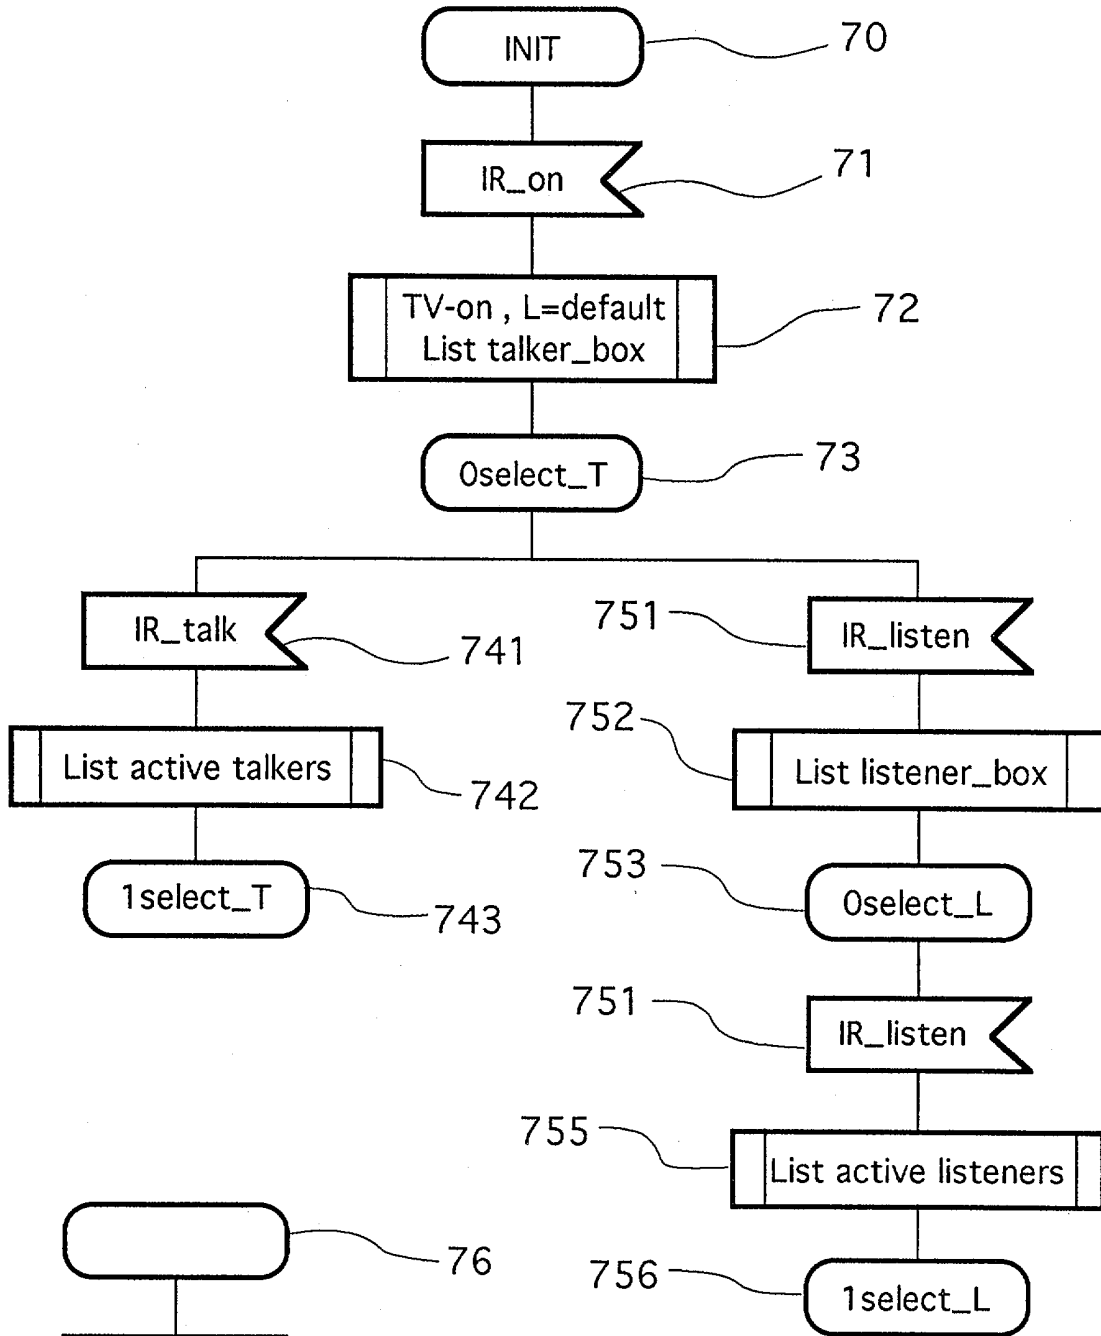 INIT
70
IR_on
71
TV-on , L=default
List talker_box
72
0select_T
73
IR_talk
741
List active talkers
742
1select_T
743
751
IR_listen
752
List listener_box
753
0select_L
751
IR_listen
755
List active listeners
756
1select_L
76